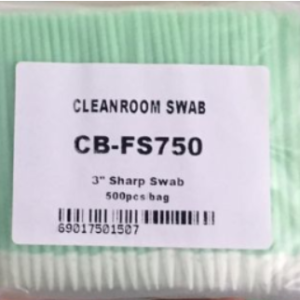 CLEANROOM SWAB
CB-FS750
3" Sharp Swab
500pcs/bag
69017501507